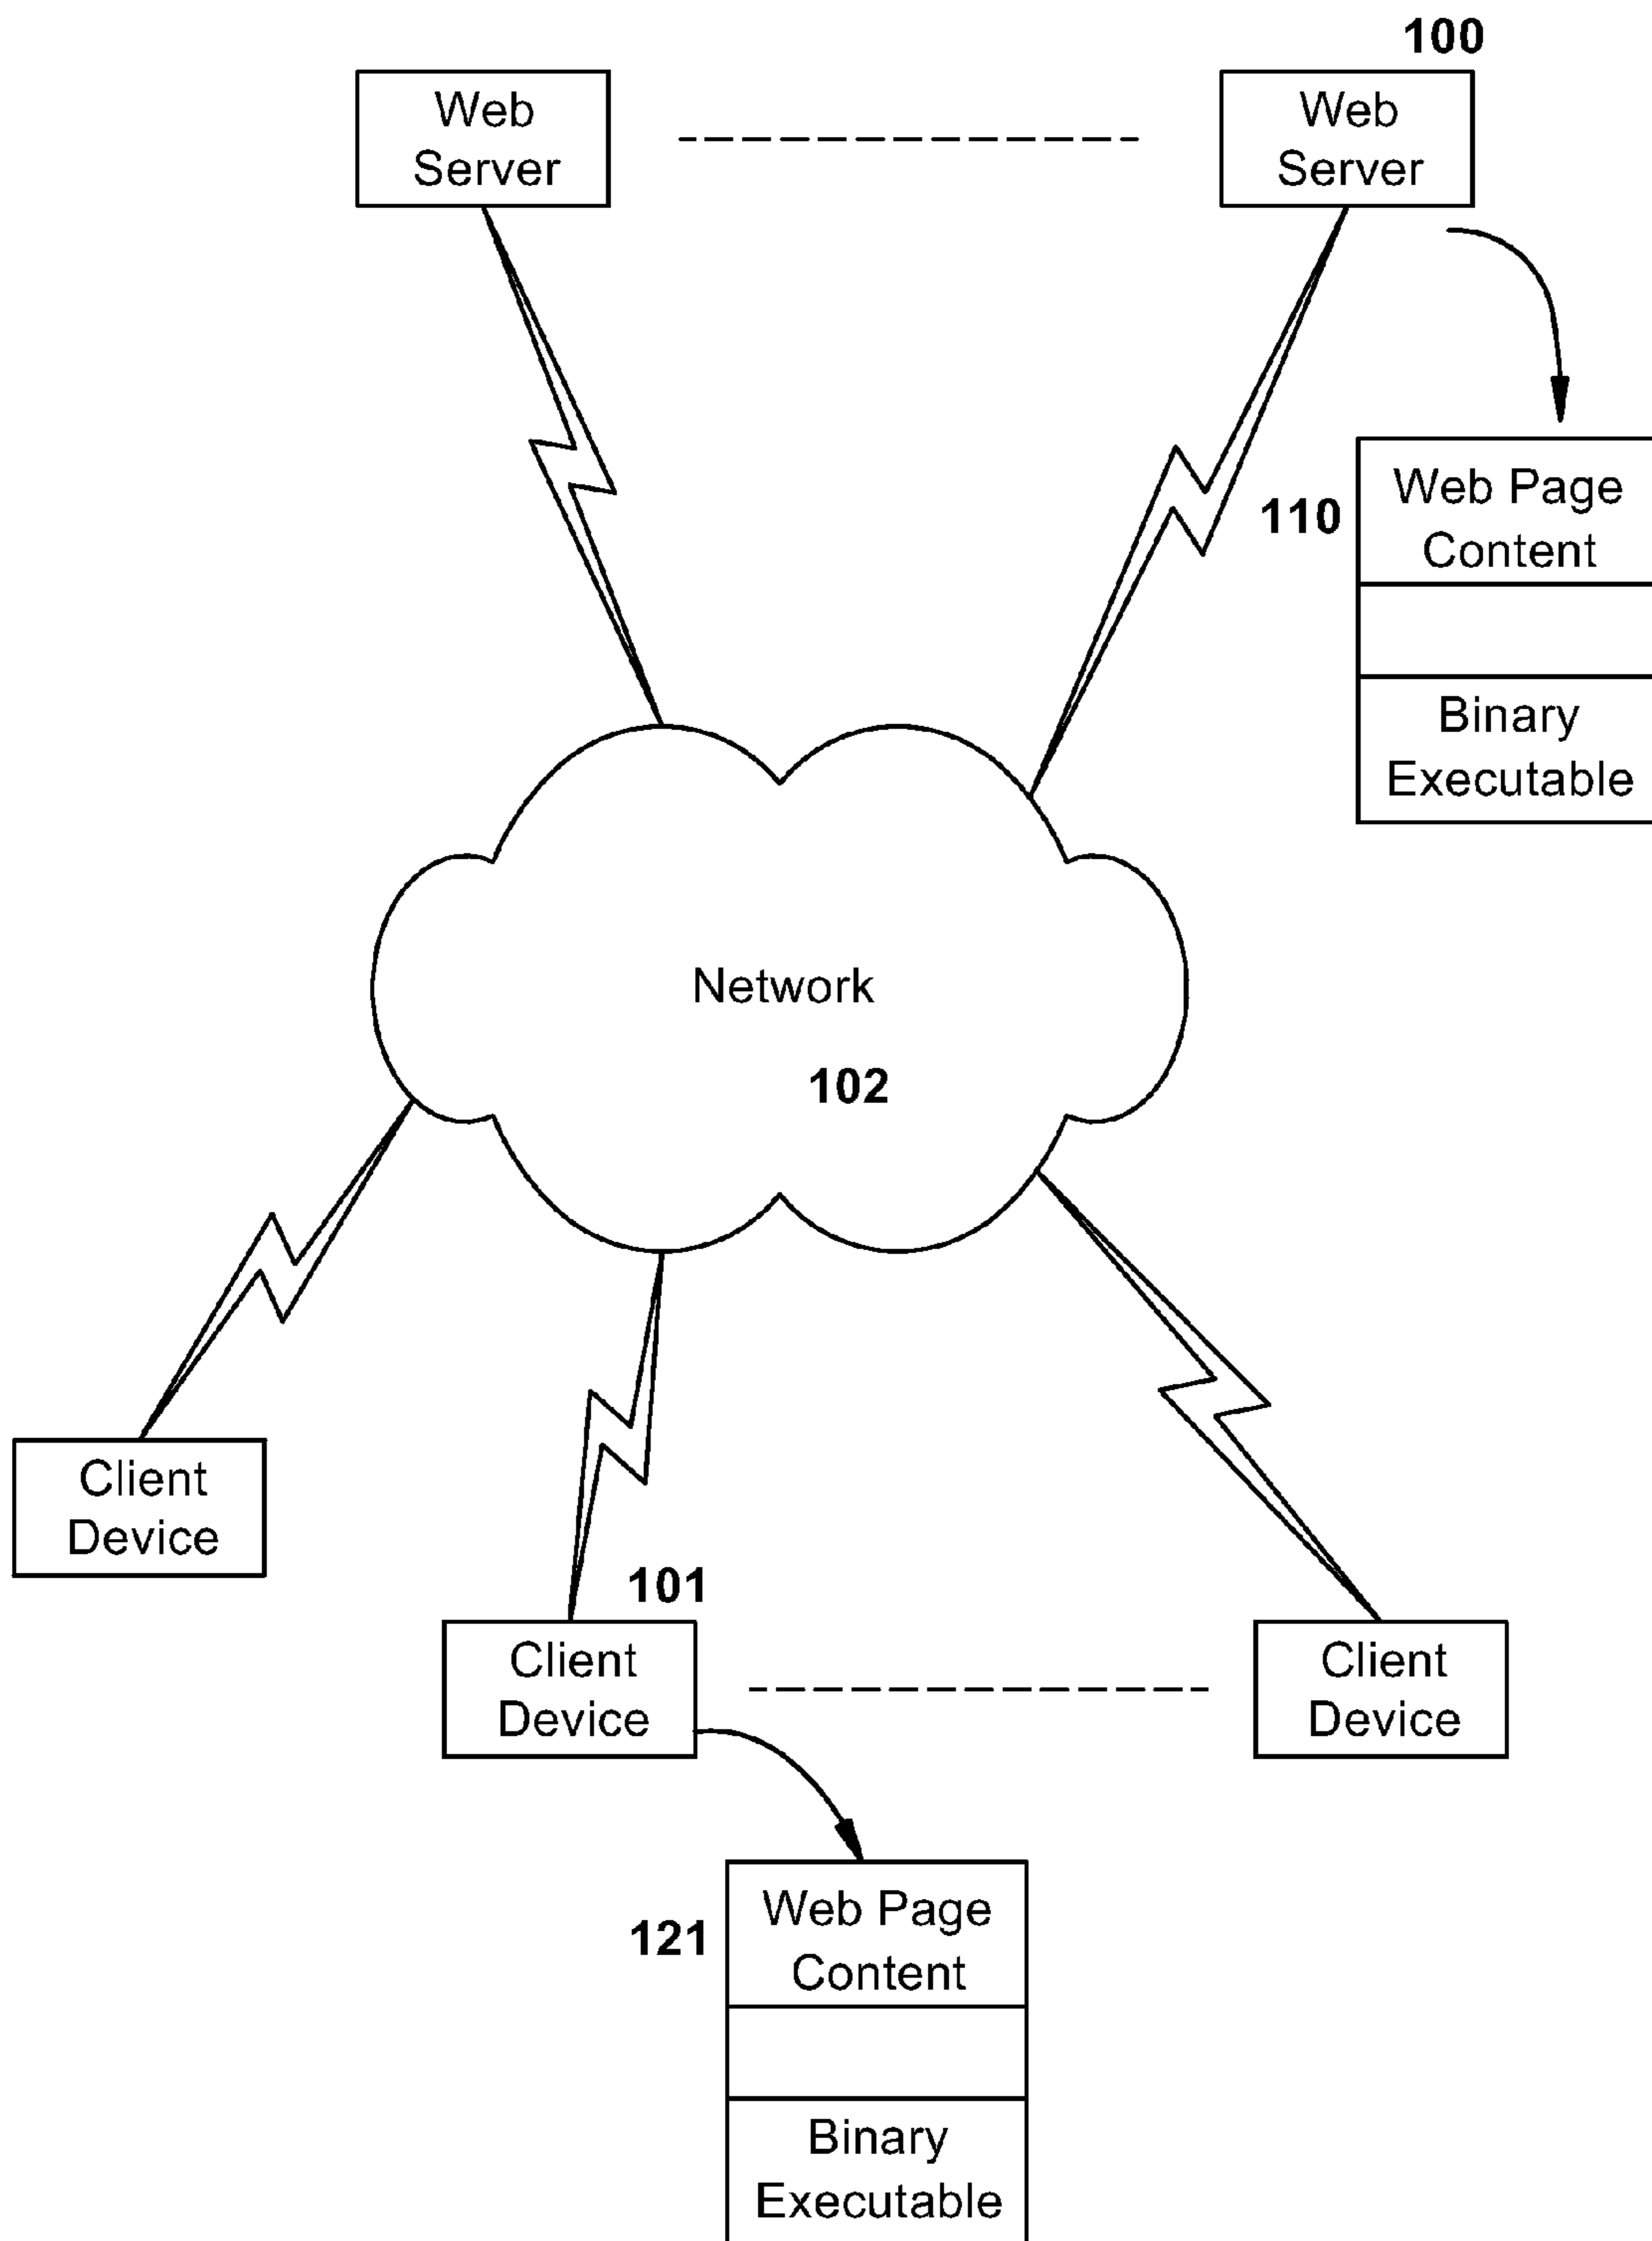 100
Web
Server
Web
Server
110
Web Page
Content
Binary
Executable
Network
102
Client
Device
101
Client
Device
Client
Device
121
Web Page
Content
Binary
Executable